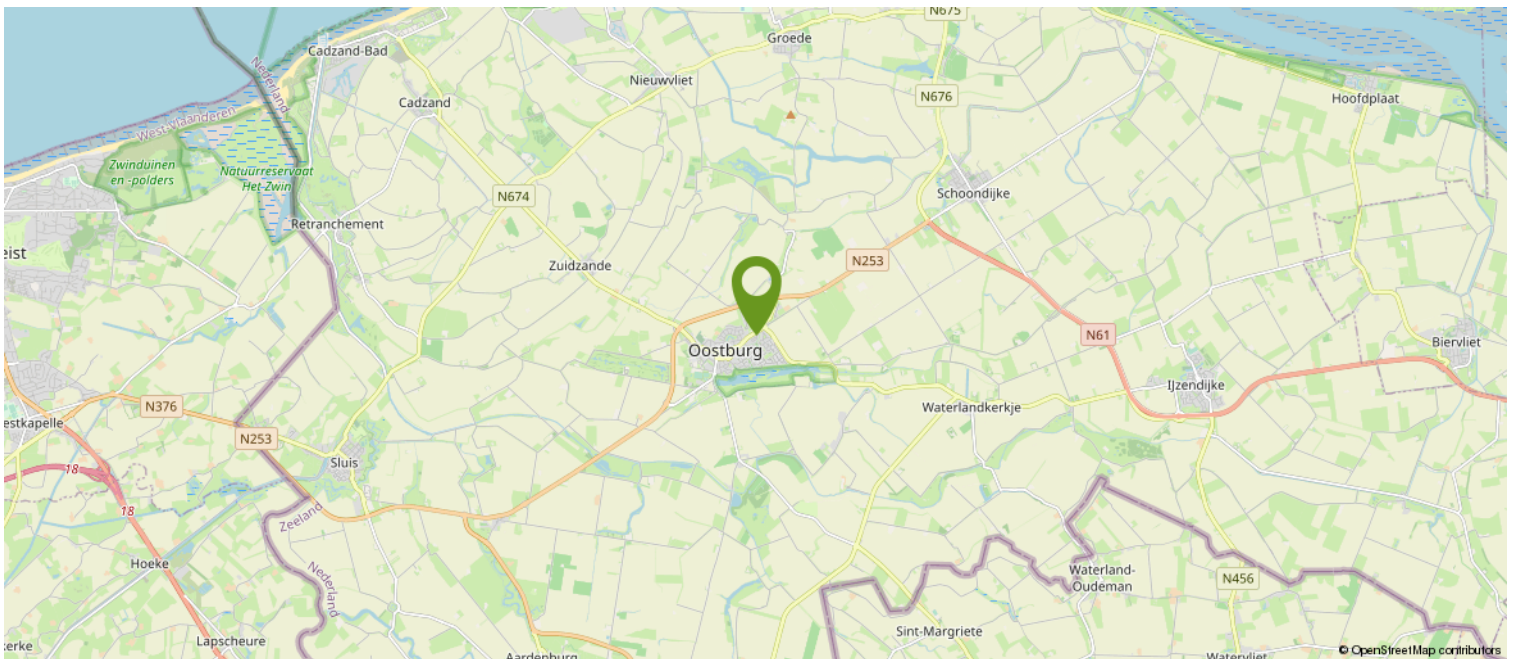 N675
Groede
Cadzand-Bad
Nieuwvliet
Nederland
Cadzand
N676
Hoofdplaat
West-Vlaanderen
Zwinduinen
en -polders
Natuurreservaat
Het Zwin
N674
Schoondijke
Retranchement
eist
Zuidzande
N253
N61
Biervliet
Oostburg
IJzendijke
N376
Waterlandkerkje
estkapelle
N253
Sluis
18
18
Zeeland
Hoeke
Nederland
Waterland-
Oudeman
N456
Sint-Margriete
Lapscheure
kerke
Aardenburg
Watervliet
© OpenStreetMap contributors